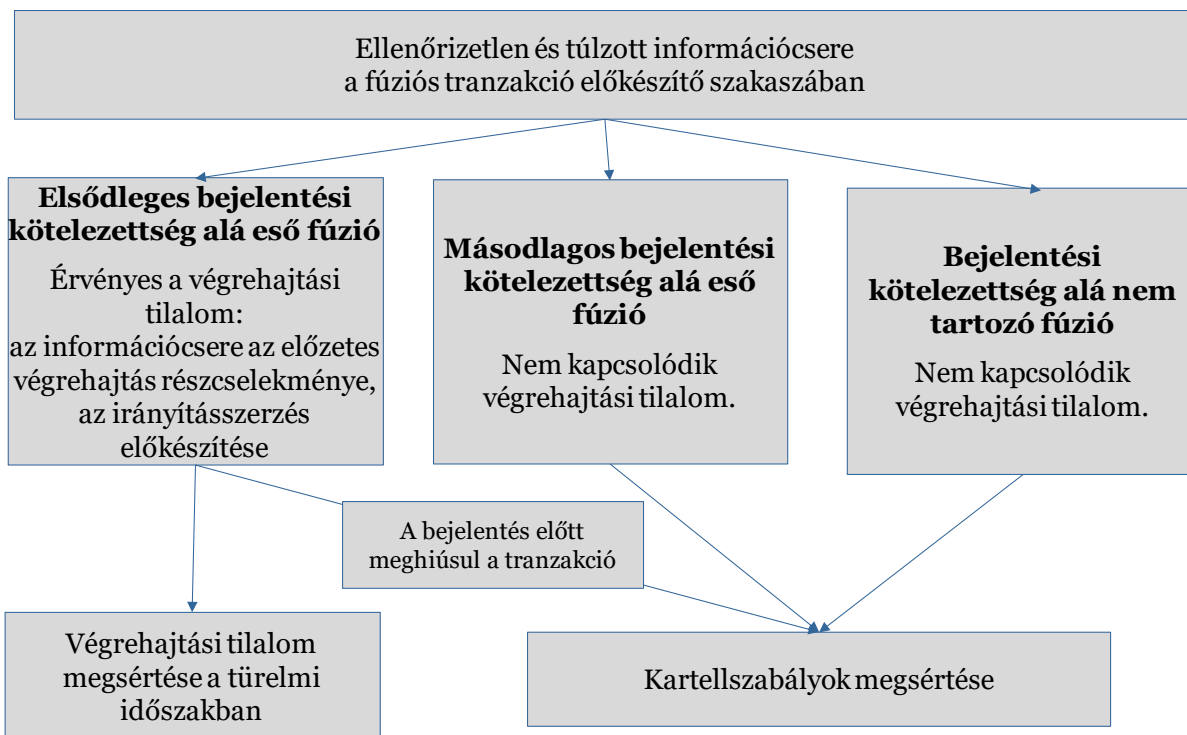 Ellenőrizetlen és túlzott információcsere
a fúziós tranzakció előkészítő szakaszában
Elsődleges bejelentési
kötelezettség alá eső fúzió
Érvényes a végrehajtási
tilalom:
az információcsere az előzetes
végrehajtás részcselekménye,
az irányításszerzés
előkészítése
Másodlagos bejelentési
kötelezettség alá eső
fúzió
Nem kapcsolódik
végrehajtási tilalom.
Bejelentési
kötelezettség alá nem
tartozó fúzió
Nem kapcsolódik
végrehajtási tilalom.
A bejelentés előtt
meghiúsul a tranzakció
Végrehajtási tilalom
megsértése a türelmi
időszakban
Kartellszabályok megsértése